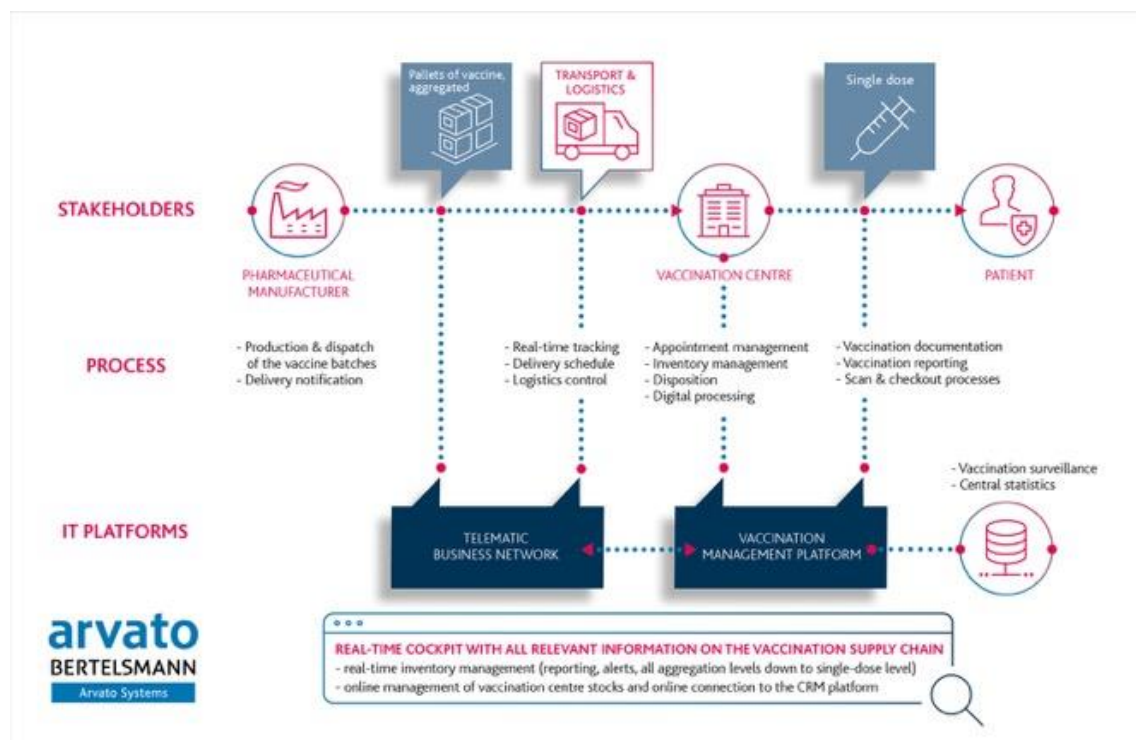 Pallets of vaccine,
aggregated
TRANSPORT &
LOGISTICS
Single dose
STAKEHOLDERS
PHARMACEUTICAL
MANUFACTURER
VACCINATION CENTRE
PATIENT
PROCESS
- Production & dispatch
of the vaccine batches
- Delivery notification
- Real-time tracking
- Delivery schedule
- Logistics control
- Appointment management
- Inventory management
- Disposition
- Digital processing
- Vaccination documentation
- Vaccination reporting
- Scan & checkout processes
- Vaccination surveillance
- Central statistics
IT PLATFORMS
TELEMATIC
BUSINESS NETWORK
VACCINATION
MANAGEMENT PLATFORM
arvato
BERTELSMANN
Arvato Systems
REAL-TIME COCKPIT WITH ALL RELEVANT INFORMATION ON THE VACCINATION SUPPLY CHAIN
- real-time inventory management (reporting, alerts, all aggregation levels down to single-dose level)
- online management of vaccination centre stocks and online connection to the CRM platform